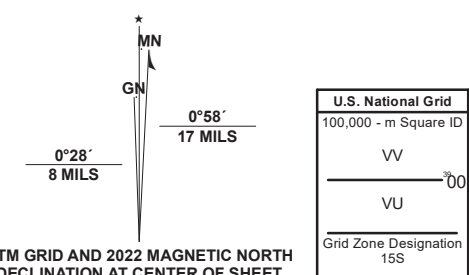 ★
MN
GN
0°58´
17 MILS
0°28´
8 MILS
TM GRID AND 2022 MAGNETIC NORTH
DECLINATION AT CENTER OF SHEET
U.S. National Grid
100,000 - m Square ID
VV
3900
VU
Grid Zone Designation
15S